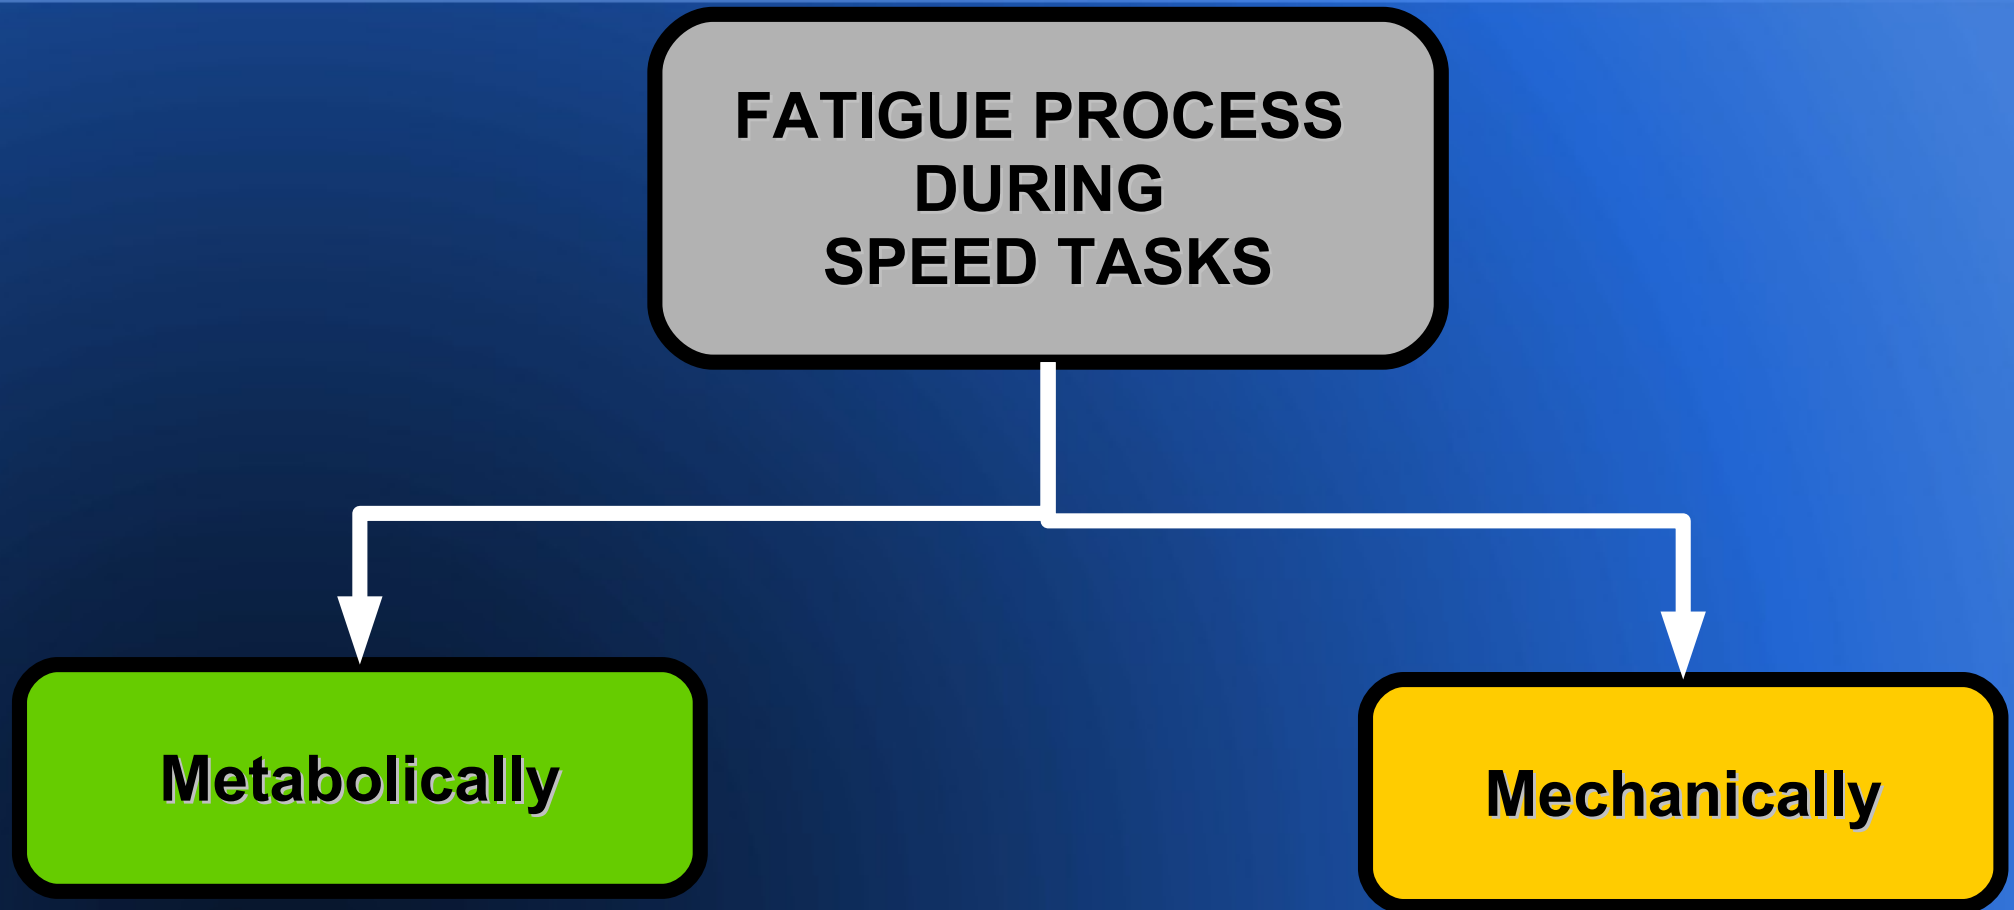 FATIGUE PROCESS
DURING
SPEED TASKS
Metabolically
Mechanically